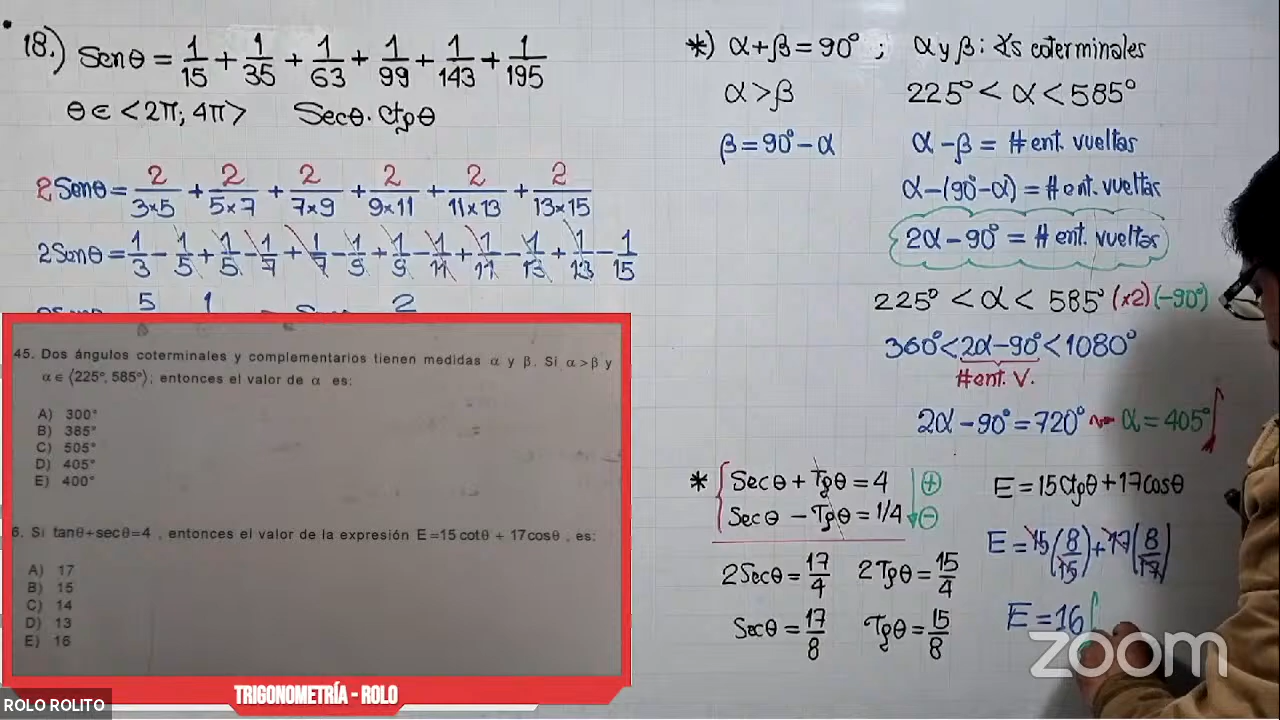 18.) Senθ = 1/15 + 1/35 + 1/63 + 1/99 + 1/143 + 1/195
θ ∈ <2π; 4π> Secθ · Ctgθ
2Senθ = 2/3×5 + 2/5×7 + 2/7×9 + 2/9×11 + 2/11×13 + 2/13×15
2Senθ = 1/3 - 1/5 + 1/5 - 1/7 + 1/7 - 1/9 + 1/9 - 1/11 + 1/11 - 1/13 + 1/13 - 1/15
45. Dos ángulos coterminales y complementarios tienen medidas α y β. Si α>β y
α∈⟨225°, 585°⟩; entonces el valor de α es:
A) 300°
B) 385°
C) 505°
D) 405°
E) 400°
6. Si tanθ+secθ=4 , entonces el valor de la expresión E=15cotθ + 17cosθ , es:
A) 17
B) 15
C) 14
D) 13
E) 16
TRIGONOMETRÍA - ROLO
ROLO ROLITO
*) α+β = 90° ; α y β : ∢s coterminales
α > β 225° < α < 585°
β = 90° - α α - β = # ent. vueltas
α - (90° - α) = # ent. vueltas
2α - 90° = # ent. vueltas
225° < α < 585° (×2) (-90°)
360° < 2α - 90° < 1080°
# ent. V.
2α - 90° = 720° α = 405°
* Secθ + Tgθ = 4 ⊕ E = 15Ctgθ + 17cosθ
Secθ - Tgθ = 1/4 ⊖
E = 15(8/15) + 17(8/17)
2Secθ = 17/4 2Tgθ = 15/4
E = 16
Secθ = 17/8 Tgθ = 15/8
zoom